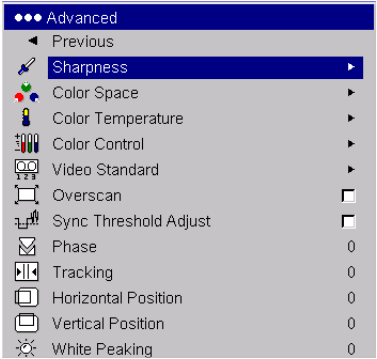 Advanced
Previous
Sharpness
Color Space
Color Temperature
Color Control
Video Standard
Overscan
Sync Threshold Adjust
Phase 0
Tracking 0
Horizontal Position 0
Vertical Position 0
White Peaking 0